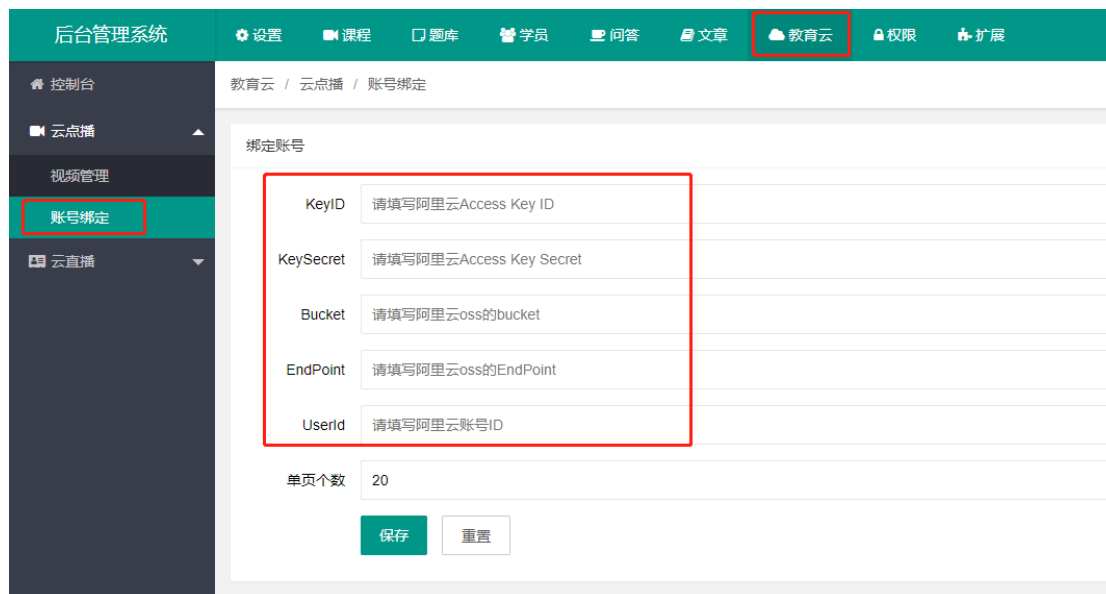 后台管理系统 设置 课程 题库 学员 问答 文章 教育云 权限 扩展
控制台
云点播
视频管理
账号绑定
云直播
教育云 / 云点播 / 账号绑定
绑定账号
KeyID 请填写阿里云Access Key ID
KeySecret 请填写阿里云Access Key Secret
Bucket 请填写阿里云oss的bucket
EndPoint 请填写阿里云oss的EndPoint
UserId 请填写阿里云账号ID
单页个数 20
保存 重置